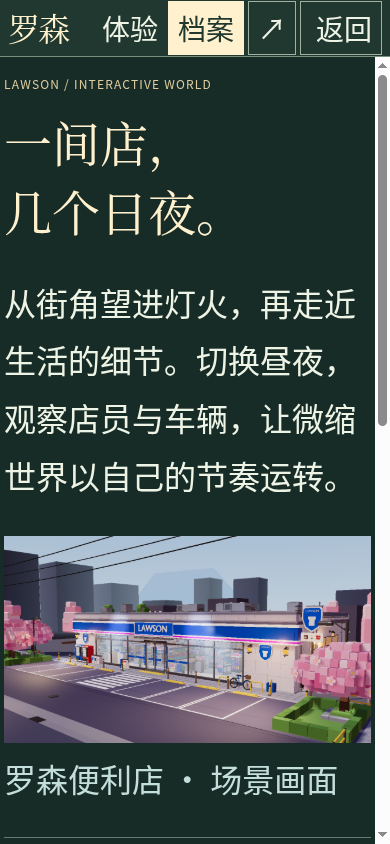 罗森 体验 档案 ↗ 返回
LAWSON / INTERACTIVE WORLD
一间店，
几个日夜。
从街角望进灯火，再走近
生活的细节。切换昼夜，
观察店员与车辆，让微缩
世界以自己的节奏运转。
LAWSON
罗森便利店 · 场景画面